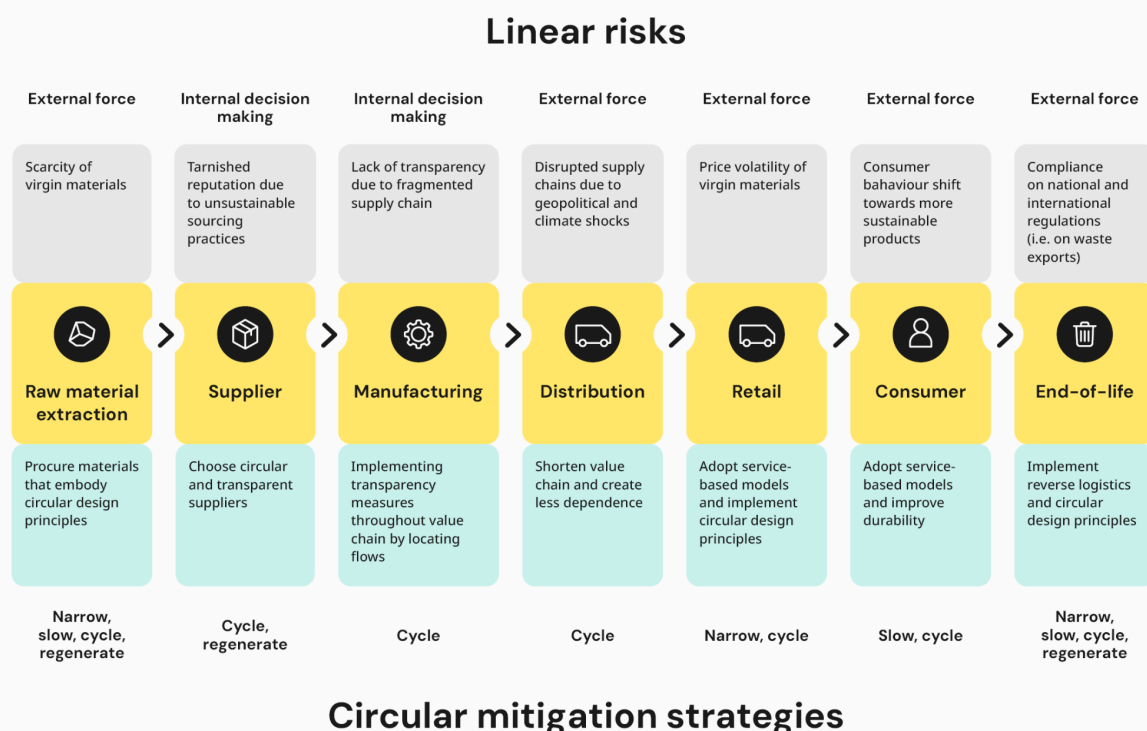 Linear risks
External force
Internal decision
making
Internal decision
making
External force
External force
External force
External force
Scarcity of
virgin materials
Tarnished
reputation due
to unsustainable
sourcing
practices
Lack of transparency
due to fragmented
supply chain
Disrupted supply
chains due to
geopolitical and
climate shocks
Price volatility of
virgin materials
Consumer
bahaviour shift
towards more
sustainable
products
Compliance
on national and
international
regulations
(i.e. on waste
exports)
Raw material
extraction
Supplier
Manufacturing
Distribution
Retail
Consumer
End-of-life
Procure materials
that embody
circular design
principles
Choose circular
and transparent
suppliers
Implementing
transparency
measures
throughout value
chain by locating
flows
Shorten value
chain and create
less dependence
Adopt service-
based models
and implement
circular design
principles
Adopt service-
based models
and improve
durability
Implement
reverse logistics
and circular
design principles
Narrow,
slow, cycle,
regenerate
Cycle,
regenerate
Cycle
Cycle
Narrow, cycle
Slow, cycle
Narrow,
slow, cycle,
regenerate
Circular mitigation strategies